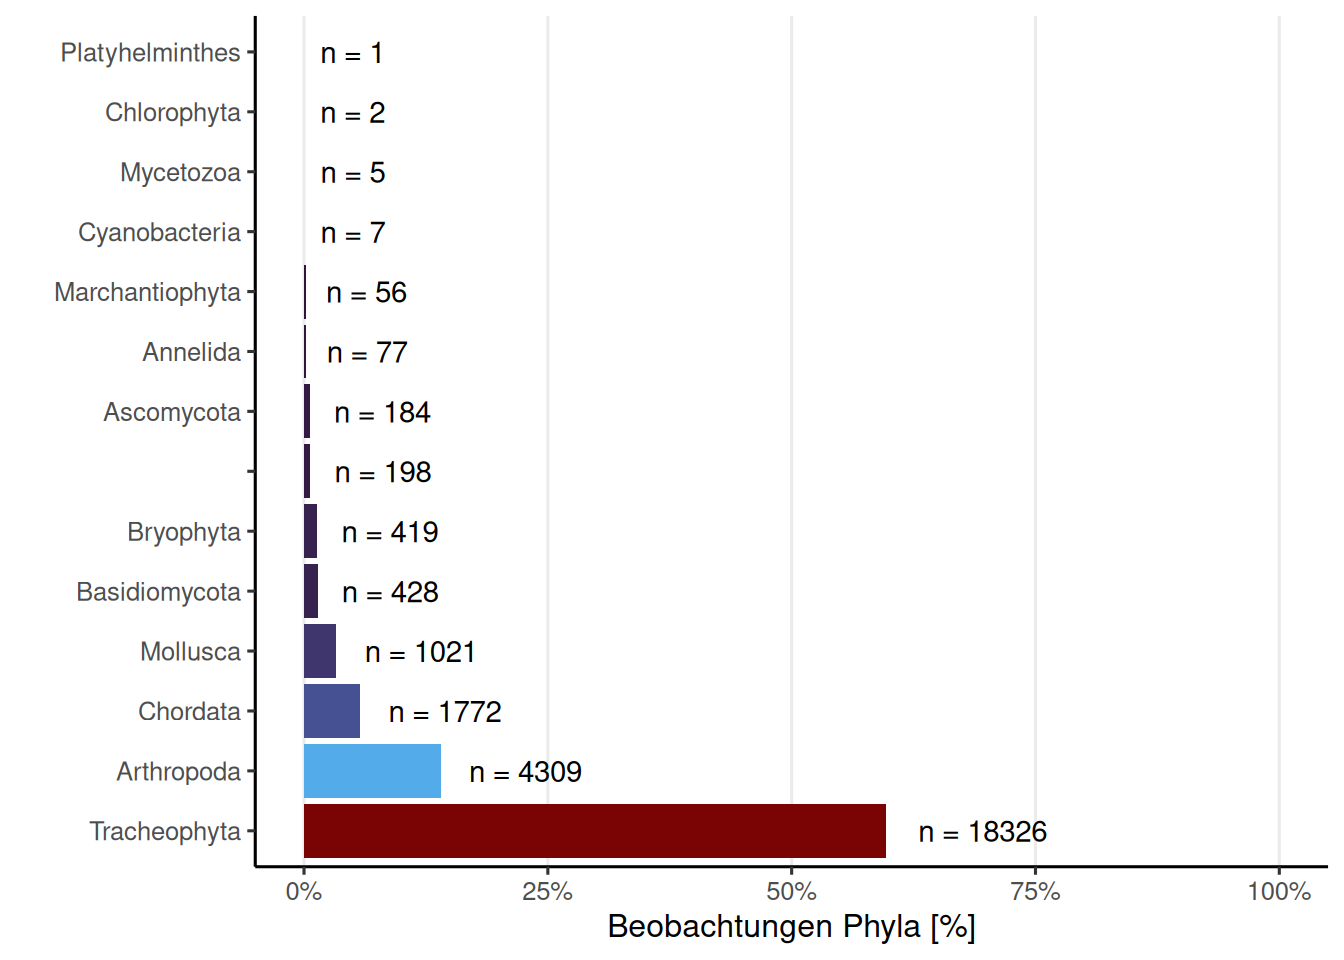 Platyhelminthes n = 1
Chlorophyta n = 2
Mycetozoa n = 5
Cyanobacteria n = 7
Marchantiophyta n = 56
Annelida n = 77
Ascomycota n = 184
n = 198
Bryophyta n = 419
Basidiomycota n = 428
Mollusca n = 1021
Chordata n = 1772
Arthropoda n = 4309
Tracheophyta n = 18326
0% 25% 50% 75% 100%
Beobachtungen Phyla [%]